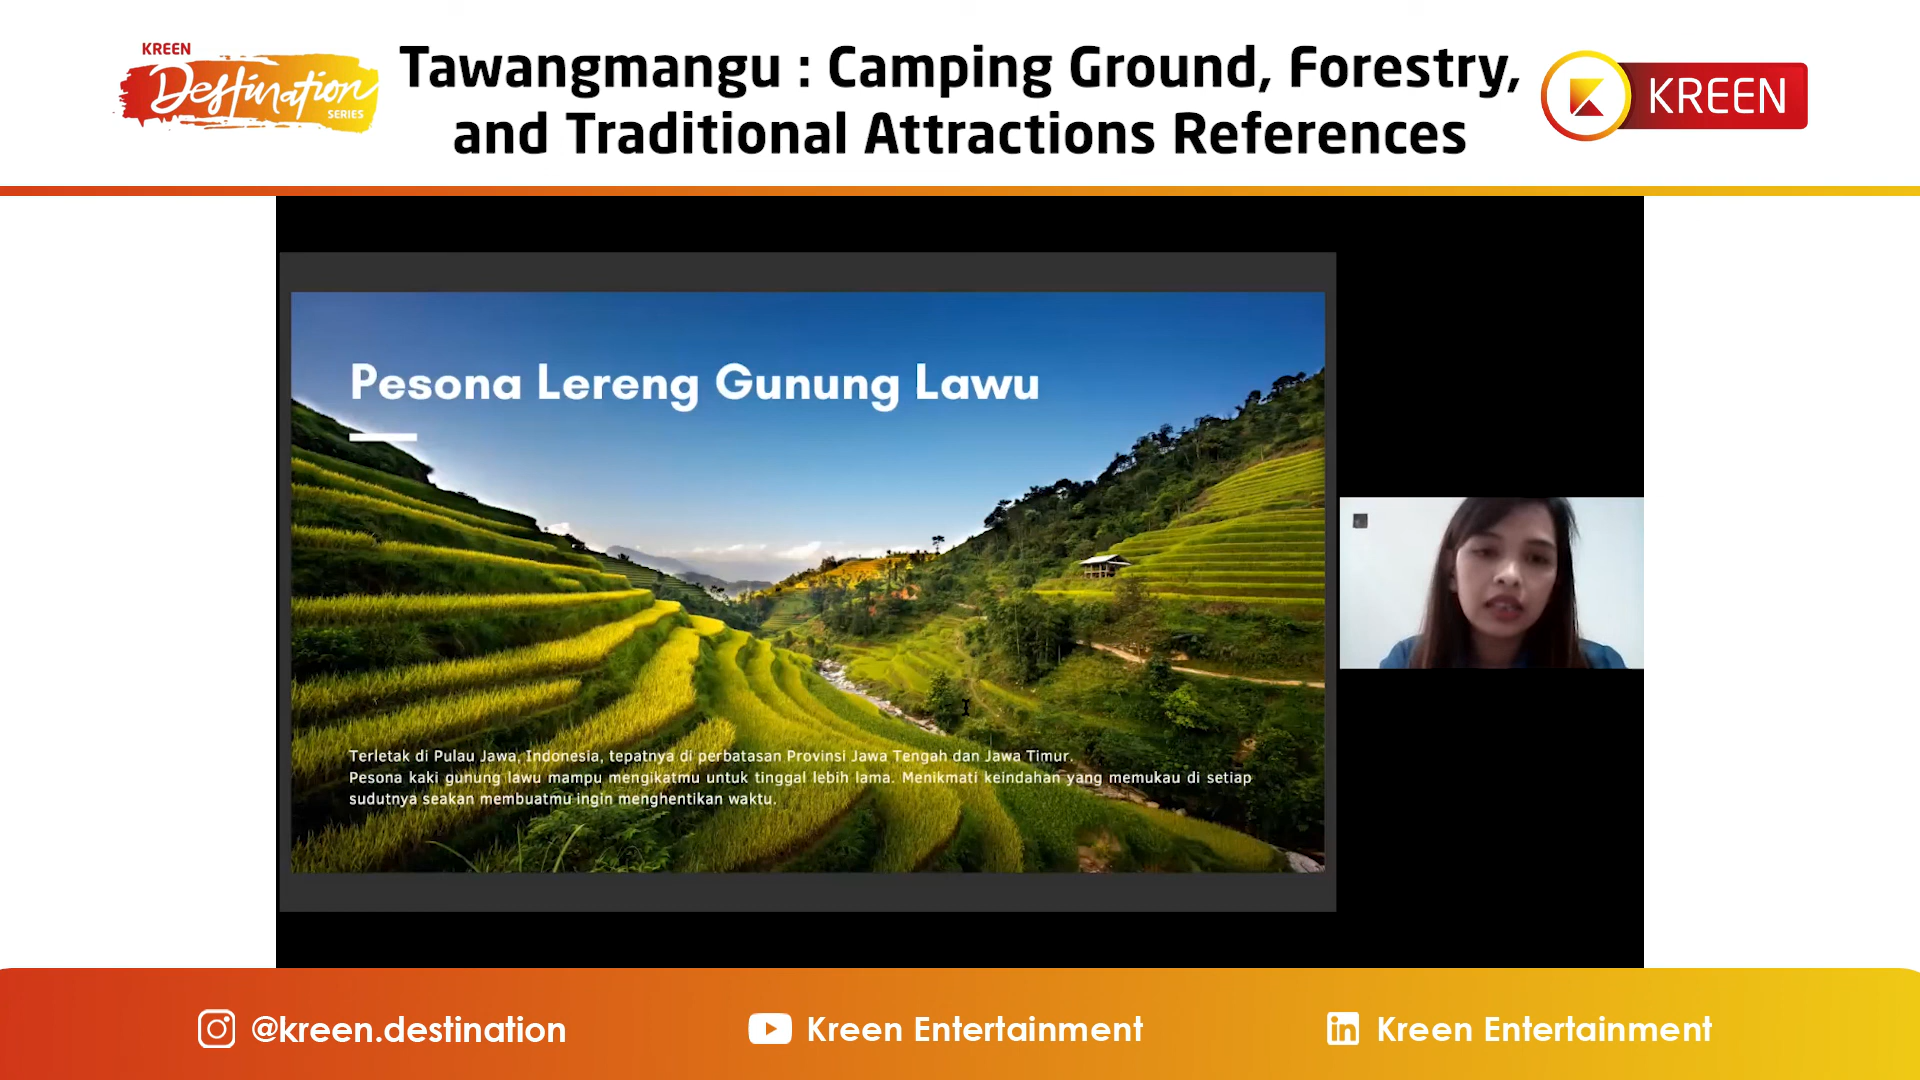 KREEN
Destination
SERIES
Tawangmangu : Camping Ground, Forestry,
and Traditional Attractions References
KREEN
Pesona Lereng Gunung Lawu
Terletak di Pulau Jawa, Indonesia, tepatnya di perbatasan Provinsi Jawa Tengah dan Jawa Timur.
Pesona kaki gunung lawu mampu mengikatmu untuk tinggal lebih lama. Menikmati keindahan yang memukau di setiap
sudutnya seakan membuatmu ingin menghentikan waktu.
@kreen.destination
Kreen Entertainment
in Kreen Entertainment